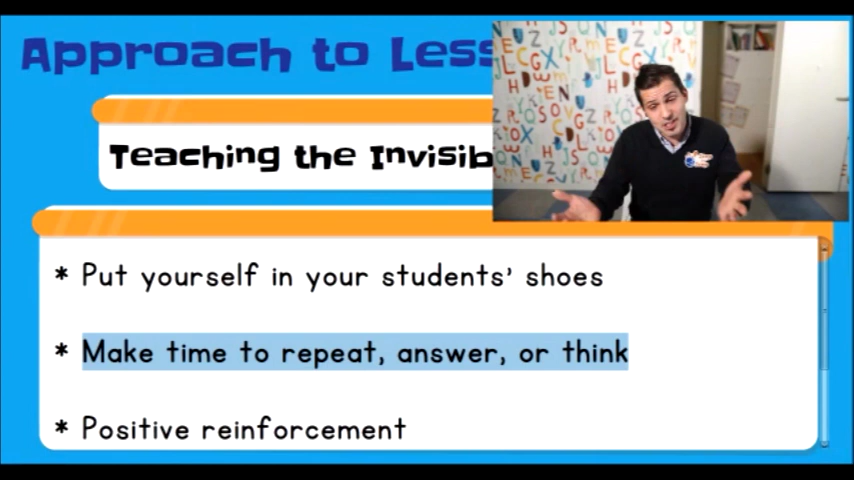 Approach to Less
Teaching the Invisib
* Put yourself in your students' shoes
* Make time to repeat, answer, or think
* Positive reinforcement